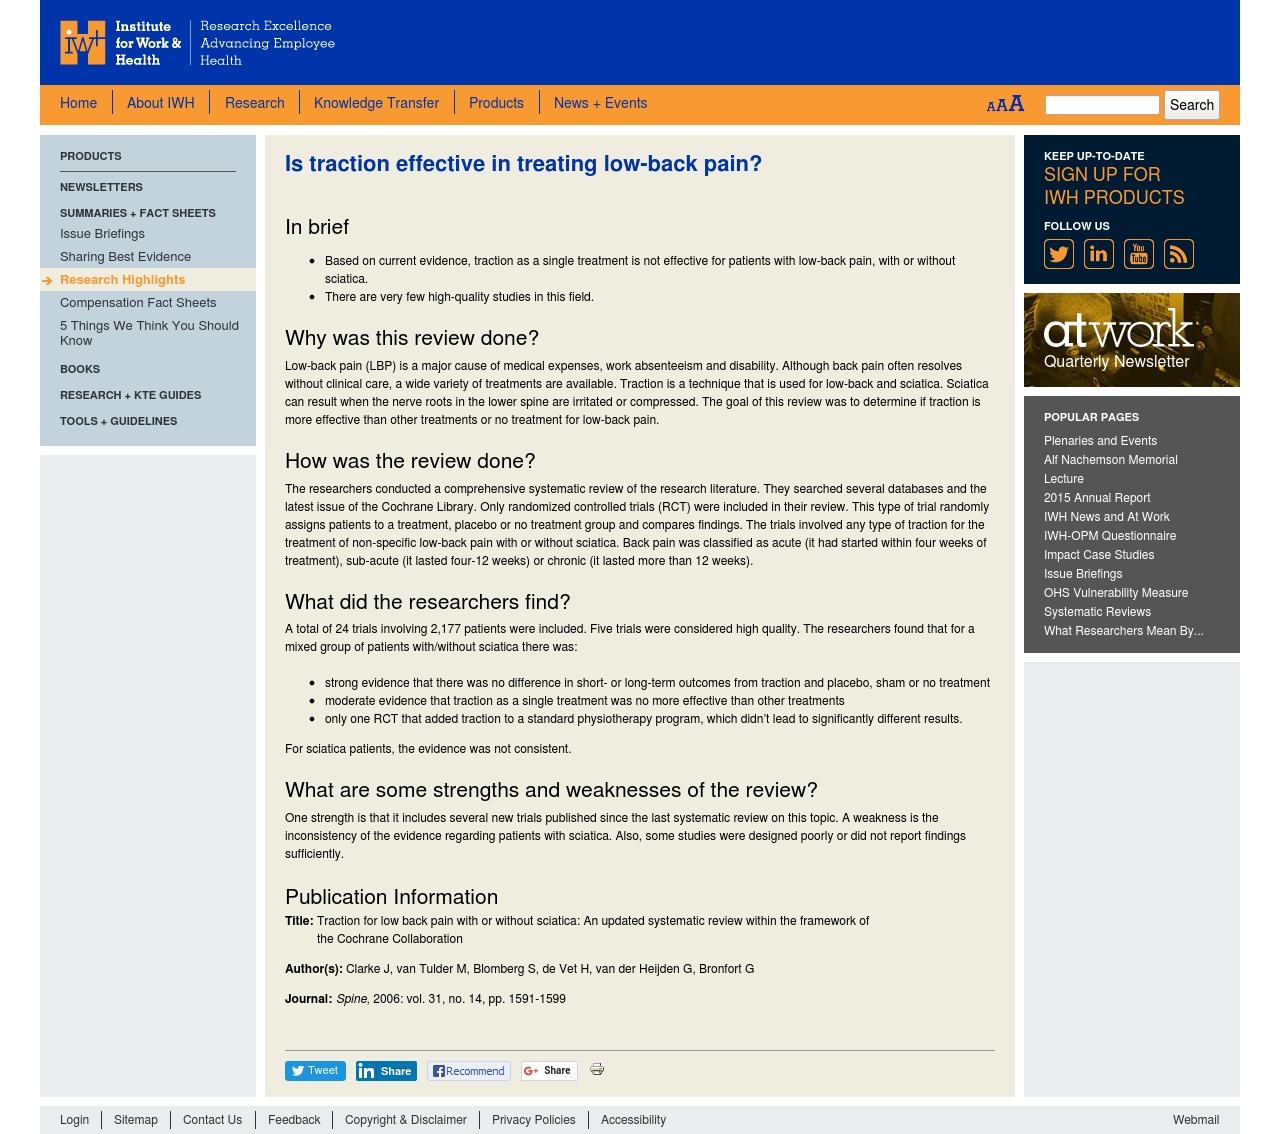 Institute
for Work &
Health
Research Excellence
Advancing Employee
Health
Home
About IWH
Research
Knowledge Transfer
Products
News + Events
AAA
Search
PRODUCTS
NEWSLETTERS
SUMMARIES + FACT SHEETS
Issue Briefings
Sharing Best Evidence
Research Highlights
Compensation Fact Sheets
5 Things We Think You Should
Know
BOOKS
RESEARCH + KTE GUIDES
TOOLS + GUIDELINES
Is traction effective in treating low-back pain?
In brief
• Based on current evidence, traction as a single treatment is not effective for patients with low-back pain, with or without
sciatica.
• There are very few high-quality studies in this field.
Why was this review done?
Low-back pain (LBP) is a major cause of medical expenses, work absenteeism and disability. Although back pain often resolves
without clinical care, a wide variety of treatments are available. Traction is a technique that is used for low-back and sciatica. Sciatica
can result when the nerve roots in the lower spine are irritated or compressed. The goal of this review was to determine if traction is
more effective than other treatments or no treatment for low-back pain.
How was the review done?
The researchers conducted a comprehensive systematic review of the research literature. They searched several databases and the
latest issue of the Cochrane Library. Only randomized controlled trials (RCT) were included in their review. This type of trial randomly
assigns patients to a treatment, placebo or no treatment group and compares findings. The trials involved any type of traction for the
treatment of non-specific low-back pain with or without sciatica. Back pain was classified as acute (it had started within four weeks of
treatment), sub-acute (it lasted four-12 weeks) or chronic (it lasted more than 12 weeks).
What did the researchers find?
A total of 24 trials involving 2,177 patients were included. Five trials were considered high quality. The researchers found that for a
mixed group of patients with/without sciatica there was:
• strong evidence that there was no difference in short- or long-term outcomes from traction and placebo, sham or no treatment
• moderate evidence that traction as a single treatment was no more effective than other treatments
• only one RCT that added traction to a standard physiotherapy program, which didn't lead to significantly different results.
For sciatica patients, the evidence was not consistent.
What are some strengths and weaknesses of the review?
One strength is that it includes several new trials published since the last systematic review on this topic. A weakness is the
inconsistency of the evidence regarding patients with sciatica. Also, some studies were designed poorly or did not report findings
sufficiently.
Publication Information
Title: Traction for low back pain with or without sciatica: An updated systematic review within the framework of
the Cochrane Collaboration
Author(s): Clarke J, van Tulder M, Blomberg S, de Vet H, van der Heijden G, Bronfort G
Journal: Spine, 2006: vol. 31, no. 14, pp. 1591-1599
Tweet
in Share
Recommend
G+ Share
KEEP UP-TO-DATE
SIGN UP FOR
IWH PRODUCTS
FOLLOW US
in
You
Tube
atwork
Quarterly Newsletter
POPULAR PAGES
Plenaries and Events
Alf Nachemson Memorial
Lecture
2015 Annual Report
IWH News and At Work
IWH-OPM Questionnaire
Impact Case Studies
Issue Briefings
OHS Vulnerability Measure
Systematic Reviews
What Researchers Mean By...
Login
Sitemap
Contact Us
Feedback
Copyright & Disclaimer
Privacy Policies
Accessibility
Webmail